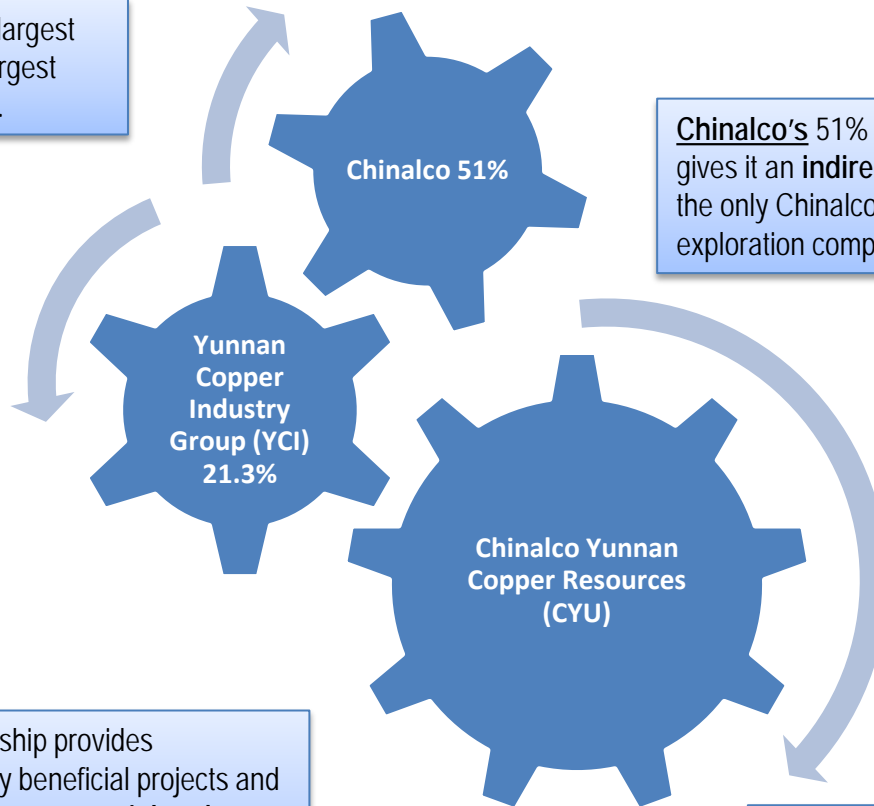 largest
rgest
.
Chinalco 51%
Chinalco's 51%
gives it an indire
the only Chinalco
exploration comp
Yunnan
Copper
Industry
Group (YCI)
21.3%
Chinalco Yunnan
Copper Resources
(CYU)
ship provides
y beneficial projects and